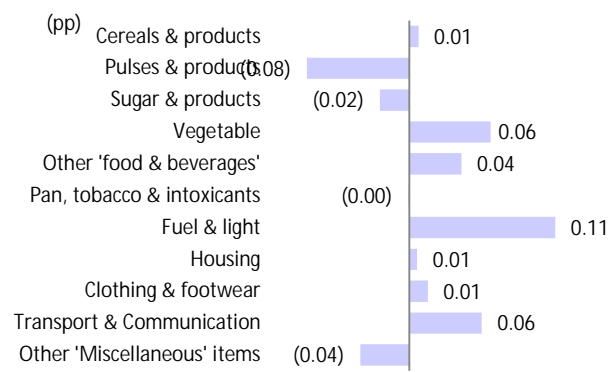 (pp)
Cereals & products 0.01
Pulses & products (0.08)
Sugar & products (0.02)
Vegetable 0.06
Other 'food & beverages' 0.04
Pan, tobacco & intoxicants (0.00)
Fuel & light 0.11
Housing 0.01
Clothing & footwear 0.01
Transport & Communication 0.06
Other 'Miscellaneous' items (0.04)